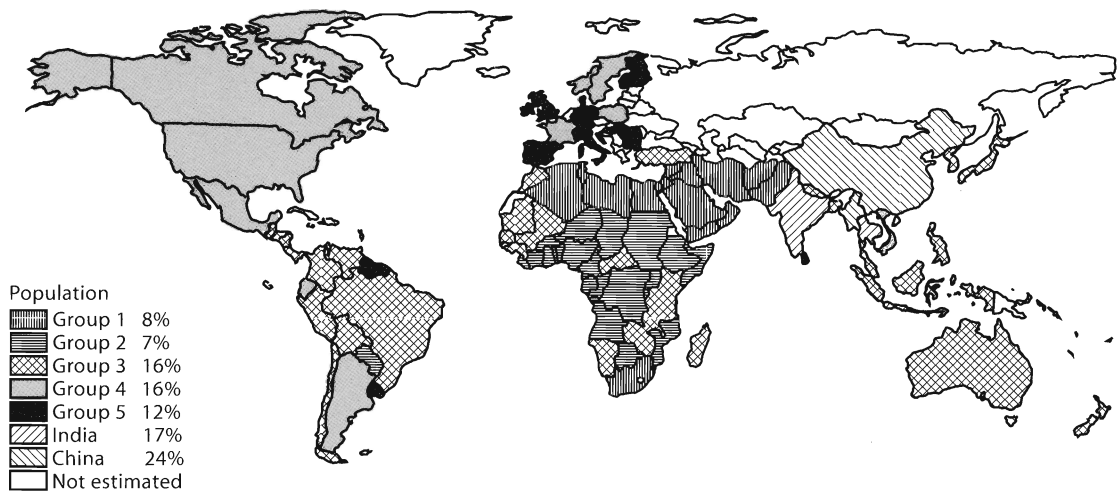 Population
Group 1 8%
Group 2 7%
Group 3 16%
Group 4 16%
Group 5 12%
India 17%
China 24%
Not estimated